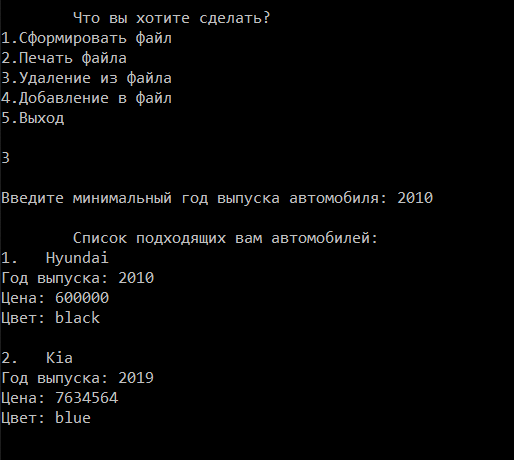 Что вы хотите сделать?
1.Сформировать файл
2.Печать файла
3.Удаление из файла
4.Добавление в файл
5.Выход
3
Введите минимальный год выпуска автомобиля: 2010
Список подходящих вам автомобилей:
1.   Hyundai
Год выпуска: 2010
Цена: 600000
Цвет: black
2.   Kia
Год выпуска: 2019
Цена: 7634564
Цвет: blue